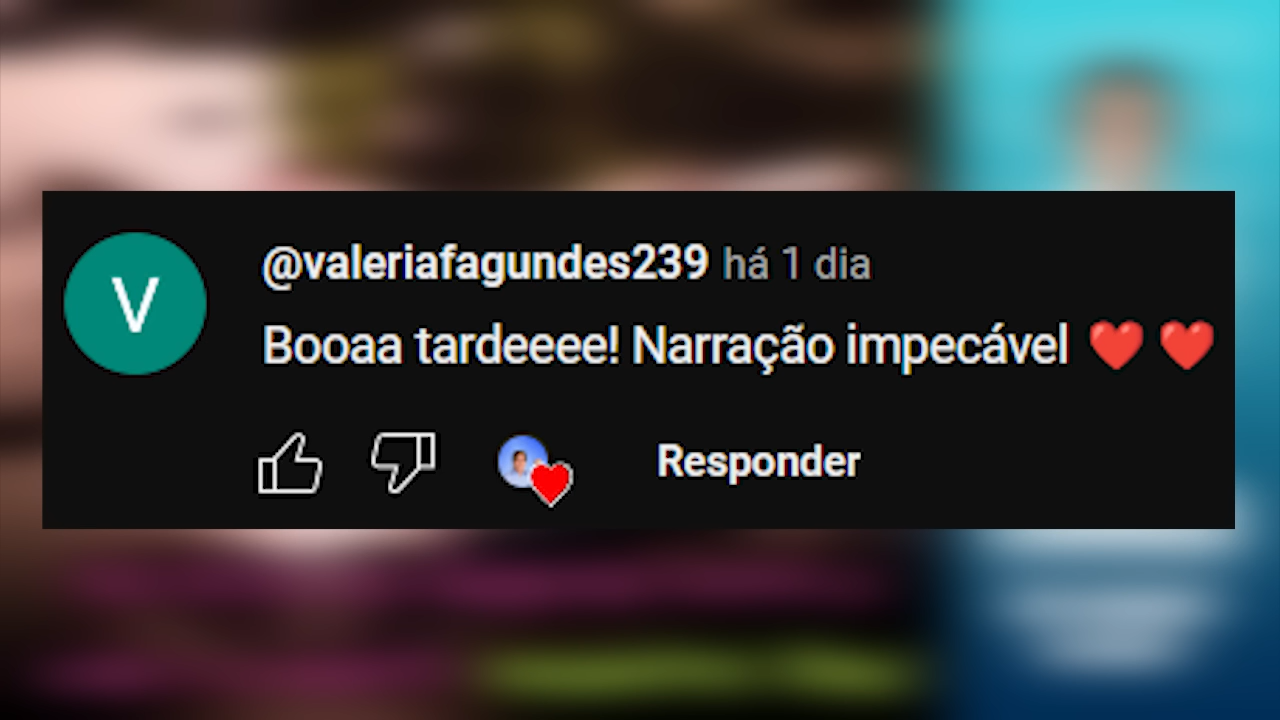 V
@valeriafagundes239 há 1 dia
Booaa tardeeee! Narração impecável ❤️ ❤️
Responder